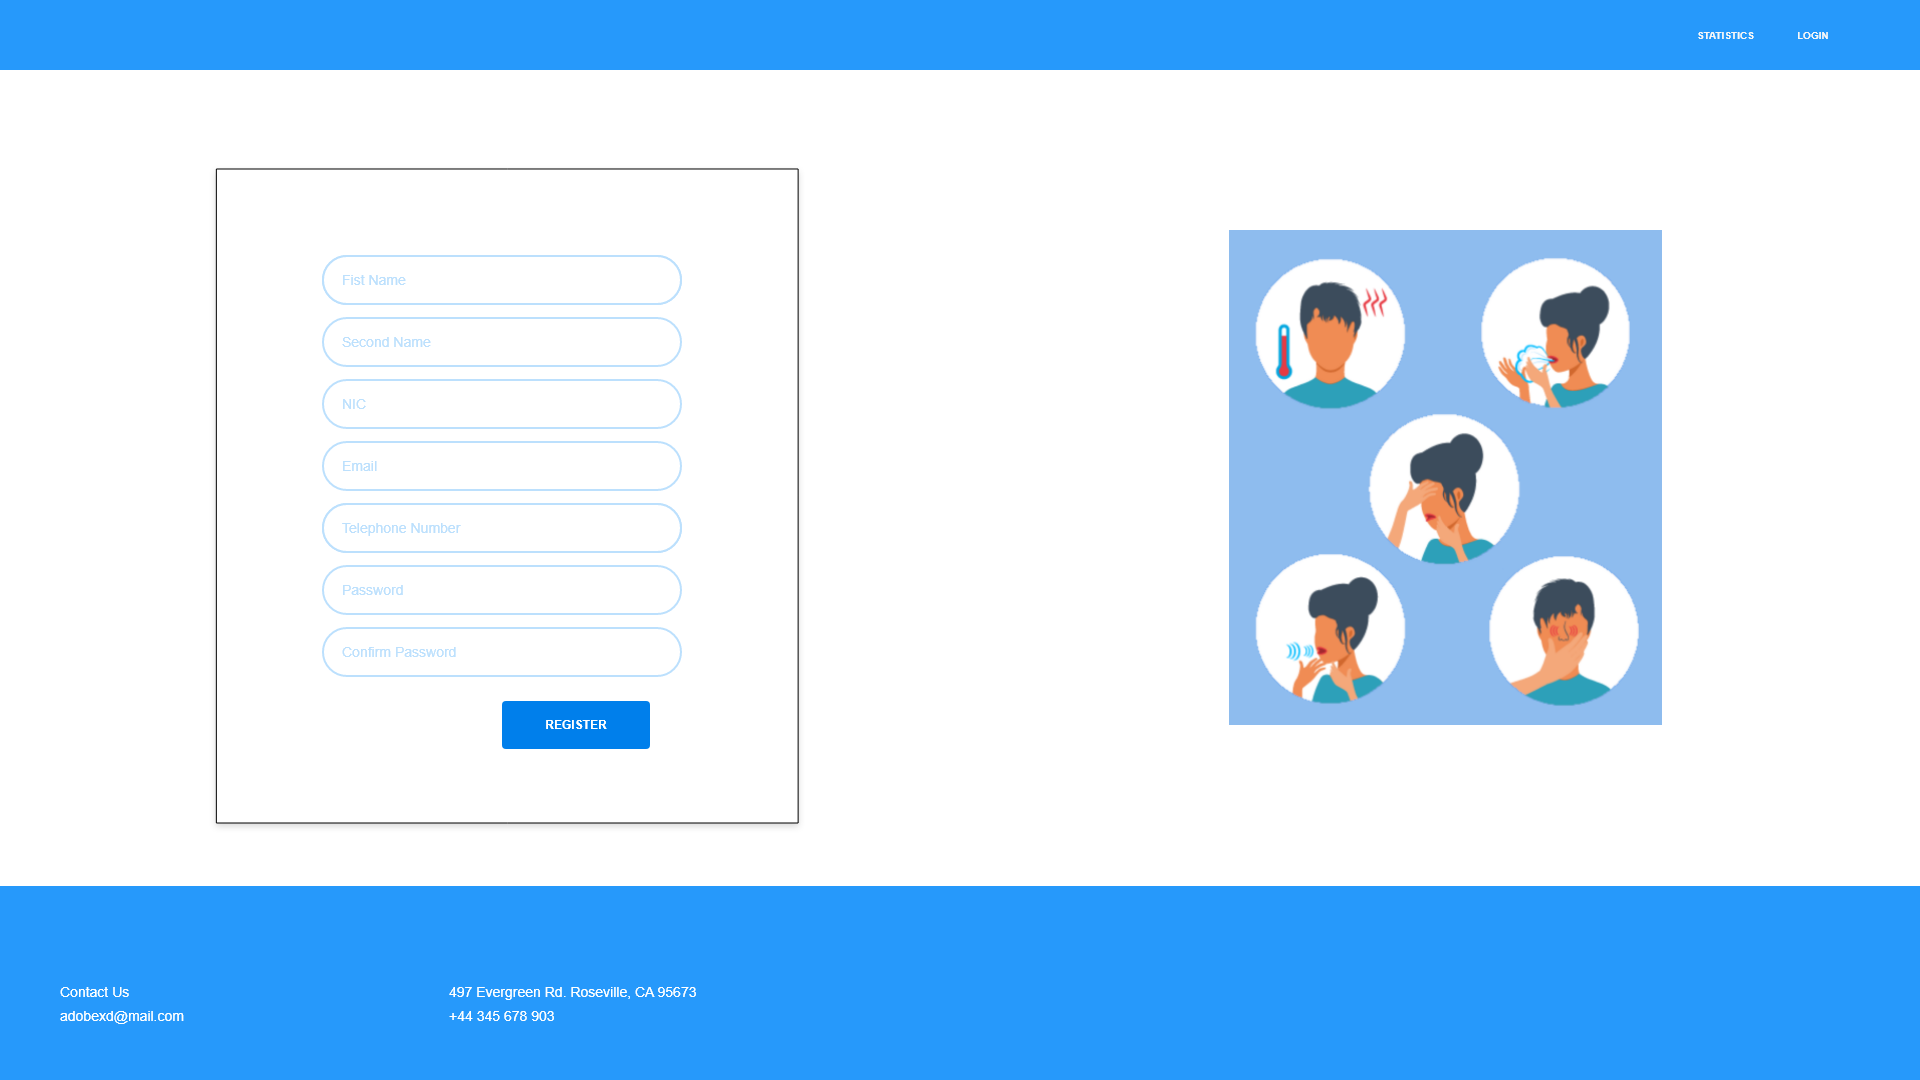 STATISTICS LOGIN
Fist Name
Second Name
NIC
Email
Telephone Number
Password
Confirm Password
REGISTER
Contact Us
adobexd@mail.com
497 Evergreen Rd. Roseville, CA 95673
+44 345 678 903